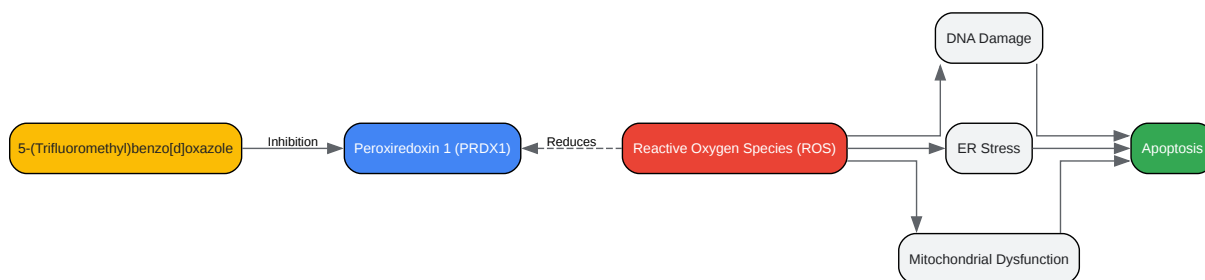 DNA Damage
5-(Trifluoromethyl)benzo[d]oxazole
Inhibition
Peroxiredoxin 1 (PRDX1)
Reduces
Reactive Oxygen Species (ROS)
ER Stress
Apoptosis
Mitochondrial Dysfunction